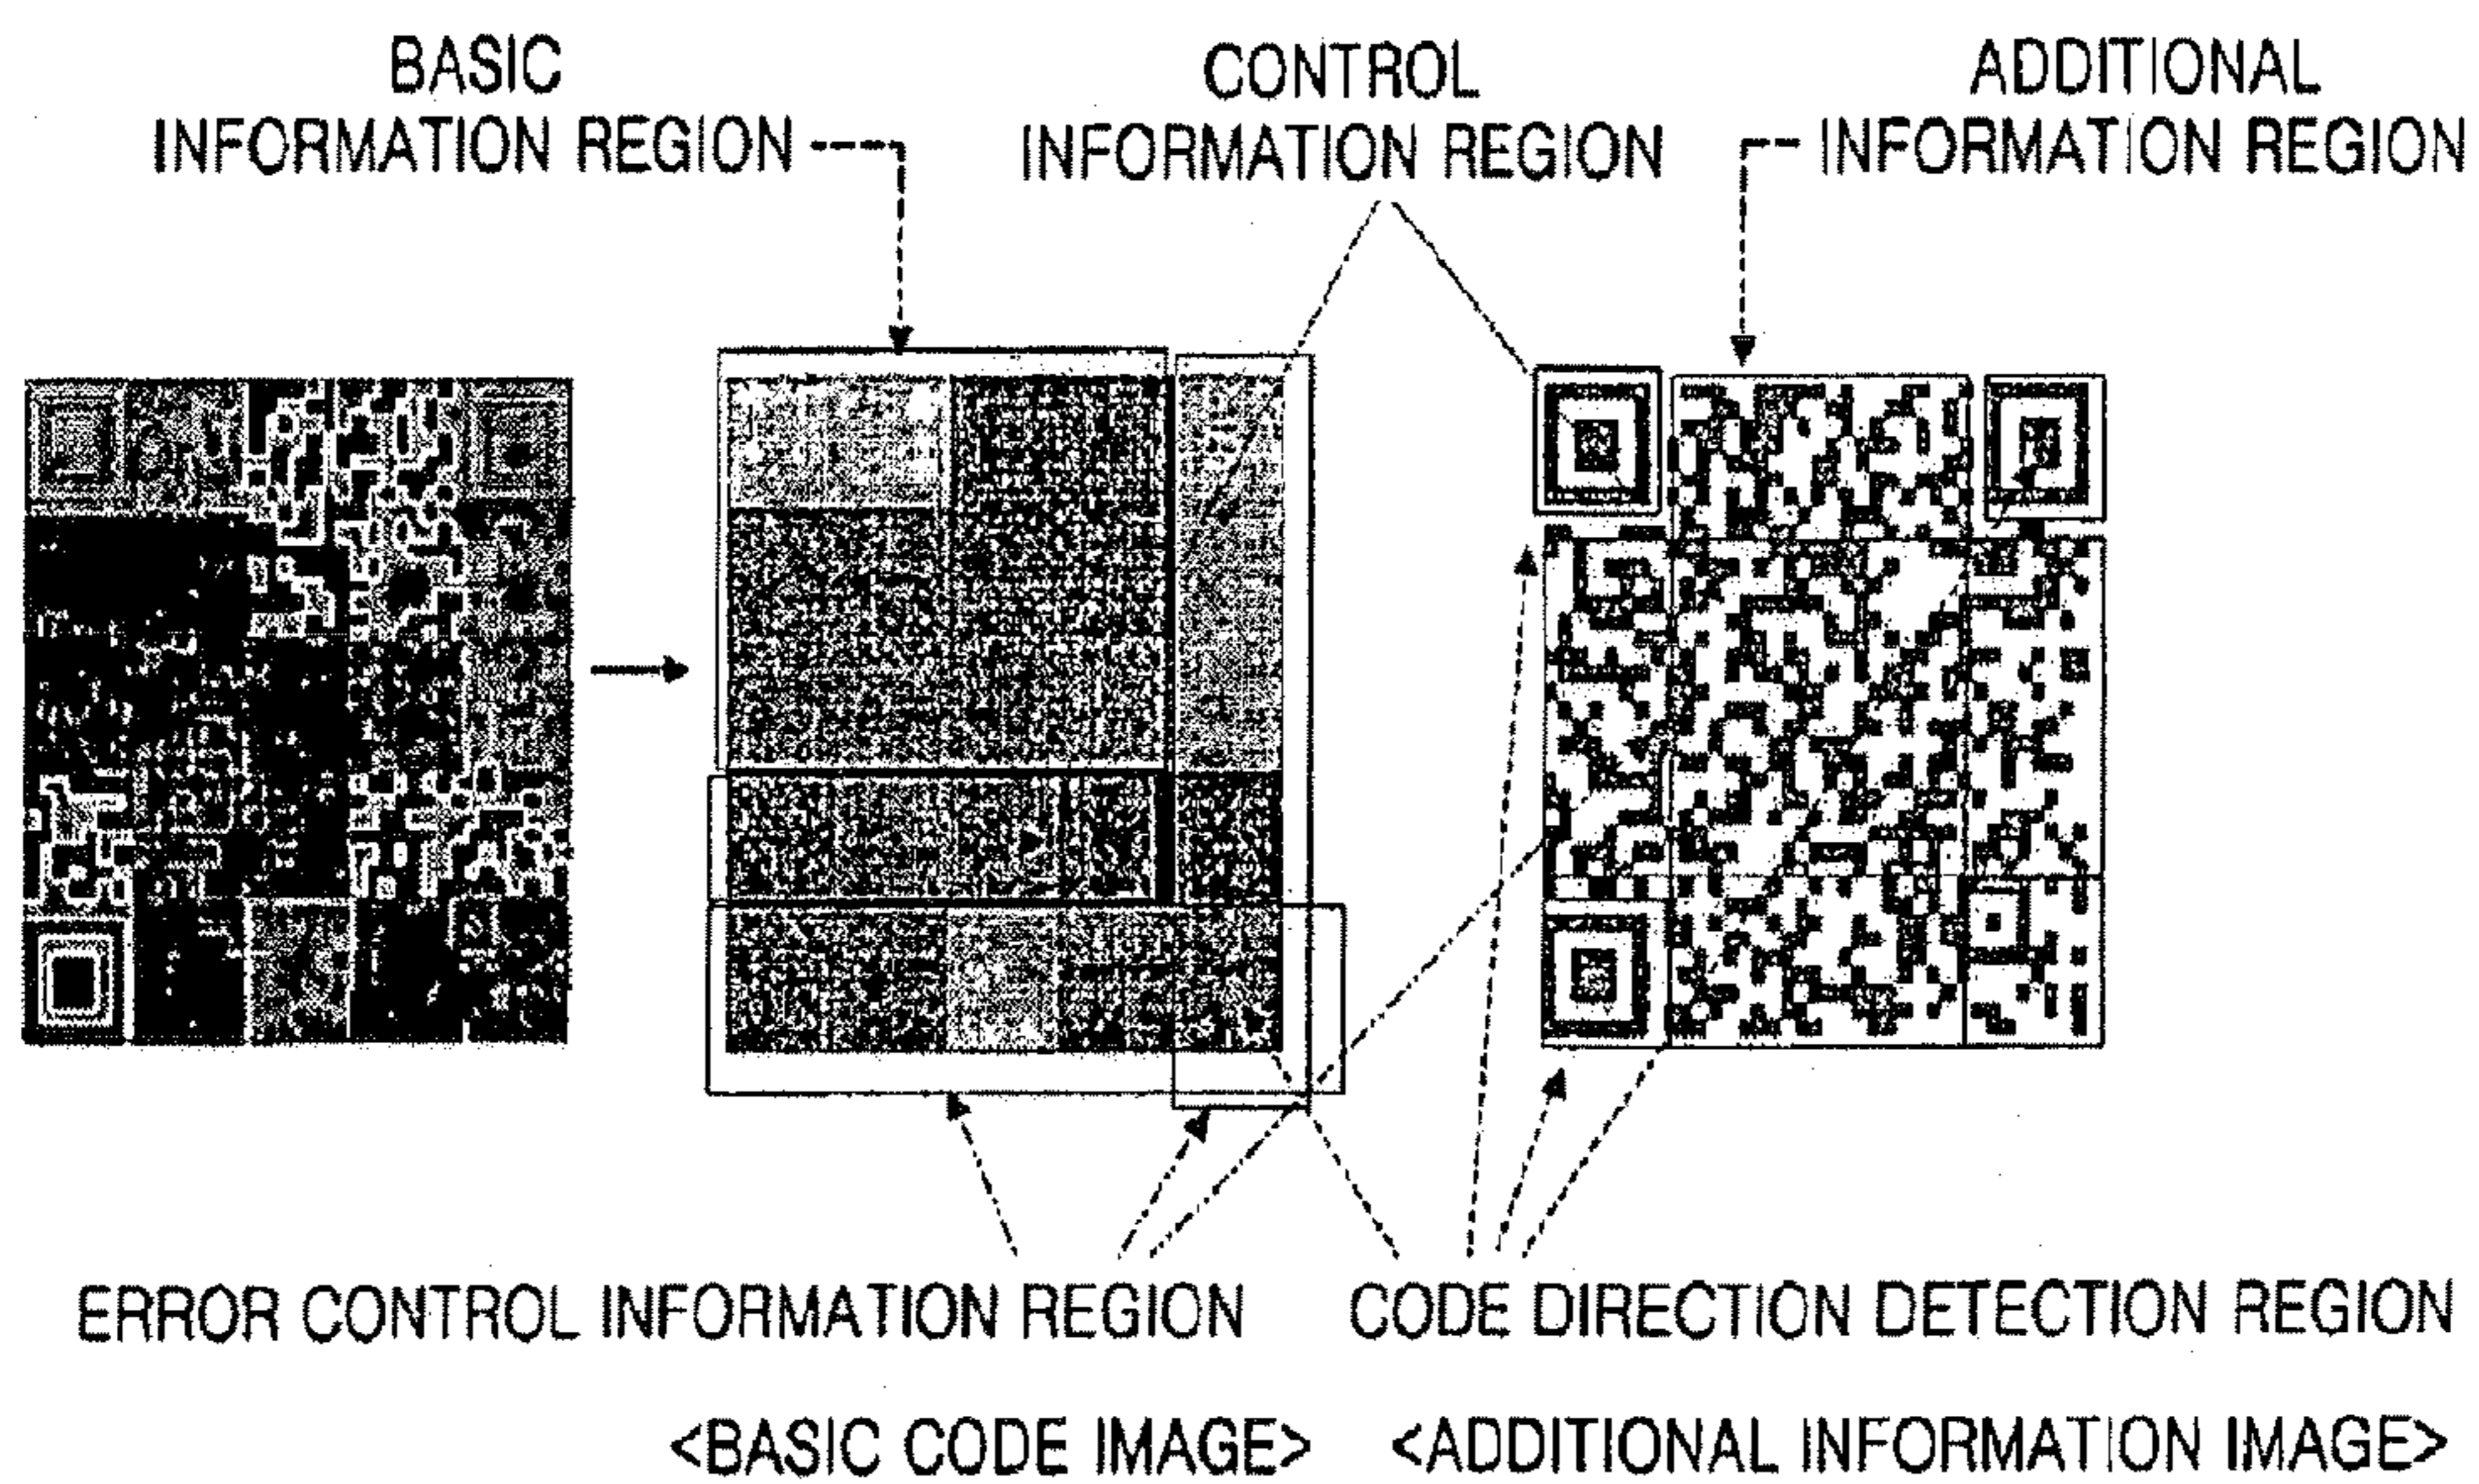 BASIC
INFORMATION REGION
CONTROL
INFORMATION REGION
ADDITIONAL
INFORMATION REGION
ERROR CONTROL INFORMATION REGION
CODE DIRECTION DETECTION REGION
<BASIC CODE IMAGE>
<ADDITIONAL INFORMATION IMAGE>